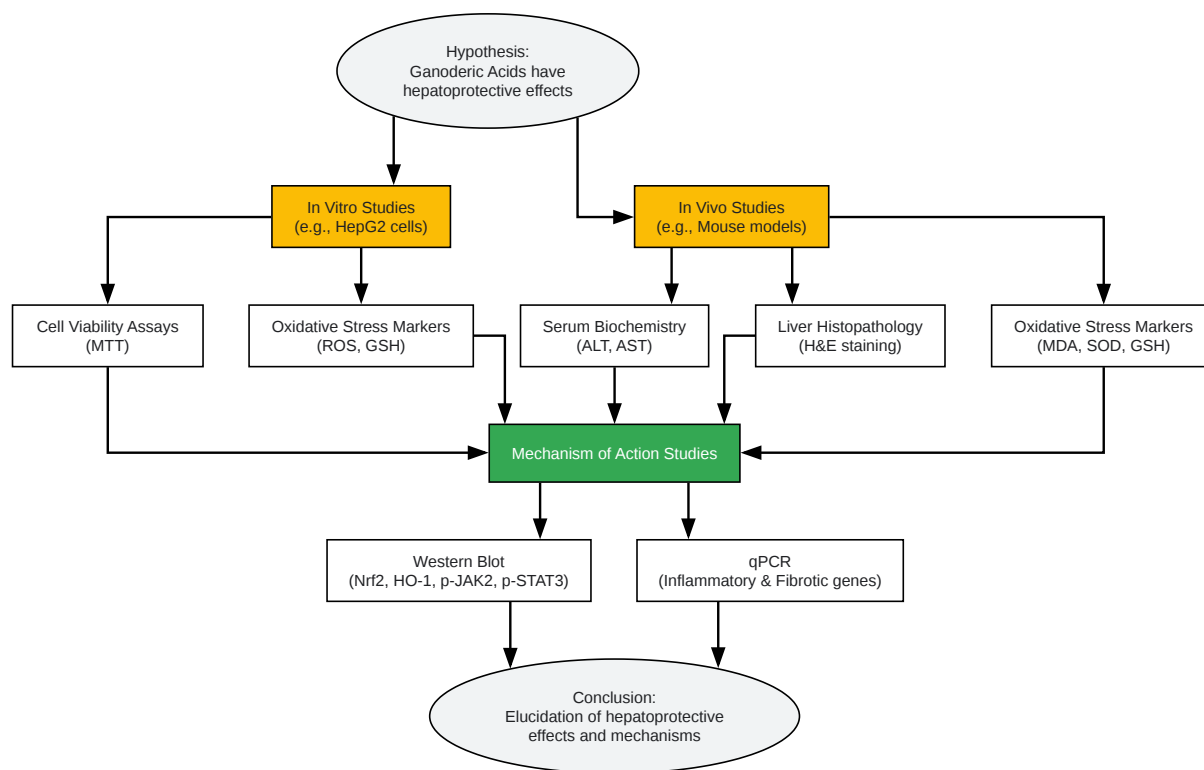 Hypothesis:
Ganoderic Acids have
hepatoprotective effects
In Vitro Studies
(e.g., HepG2 cells)
In Vivo Studies
(e.g., Mouse models)
Cell Viability Assays
(MTT)
Oxidative Stress Markers
(ROS, GSH)
Serum Biochemistry
(ALT, AST)
Liver Histopathology
(H&E staining)
Oxidative Stress Markers
(MDA, SOD, GSH)
Mechanism of Action Studies
Western Blot
(Nrf2, HO-1, p-JAK2, p-STAT3)
qPCR
(Inflammatory & Fibrotic genes)
Conclusion:
Elucidation of hepatoprotective
effects and mechanisms